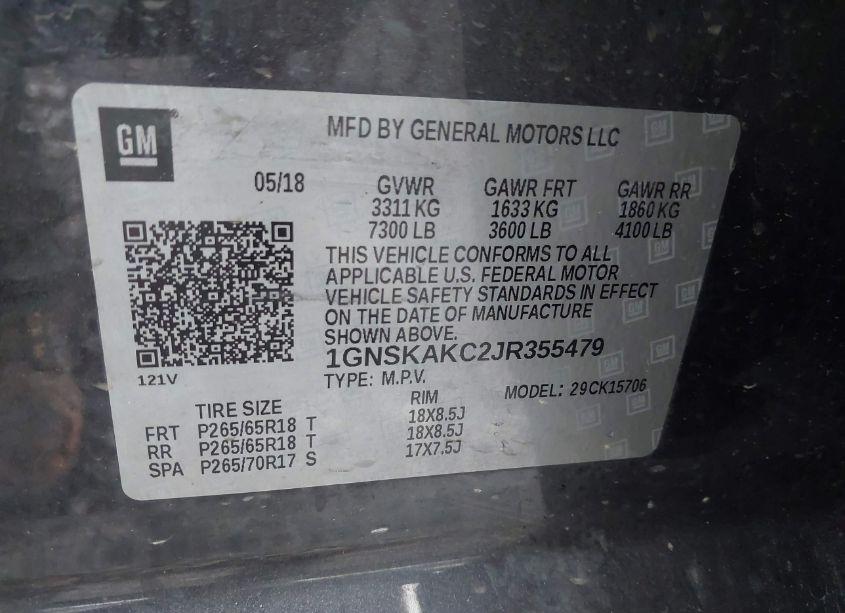 GM
MFD BY GENERAL MOTORS LLC
05/18 GVWR GAWR FRT GAWR RR
3311 KG 1633 KG 1860 KG
7300 LB 3600 LB 4100 LB
THIS VEHICLE CONFORMS TO ALL
APPLICABLE U.S. FEDERAL MOTOR
VEHICLE SAFETY STANDARDS IN EFFECT
ON THE DATE OF MANUFACTURE
SHOWN ABOVE.
1GNSKAKC2JR355479
121V
TYPE: M.P.V. MODEL: 29CK15706
TIRE SIZE RIM
FRT P265/65R18 T 18X8.5J
RR P265/65R18 T 18X8.5J
SPA P265/70R17 S 17X7.5J